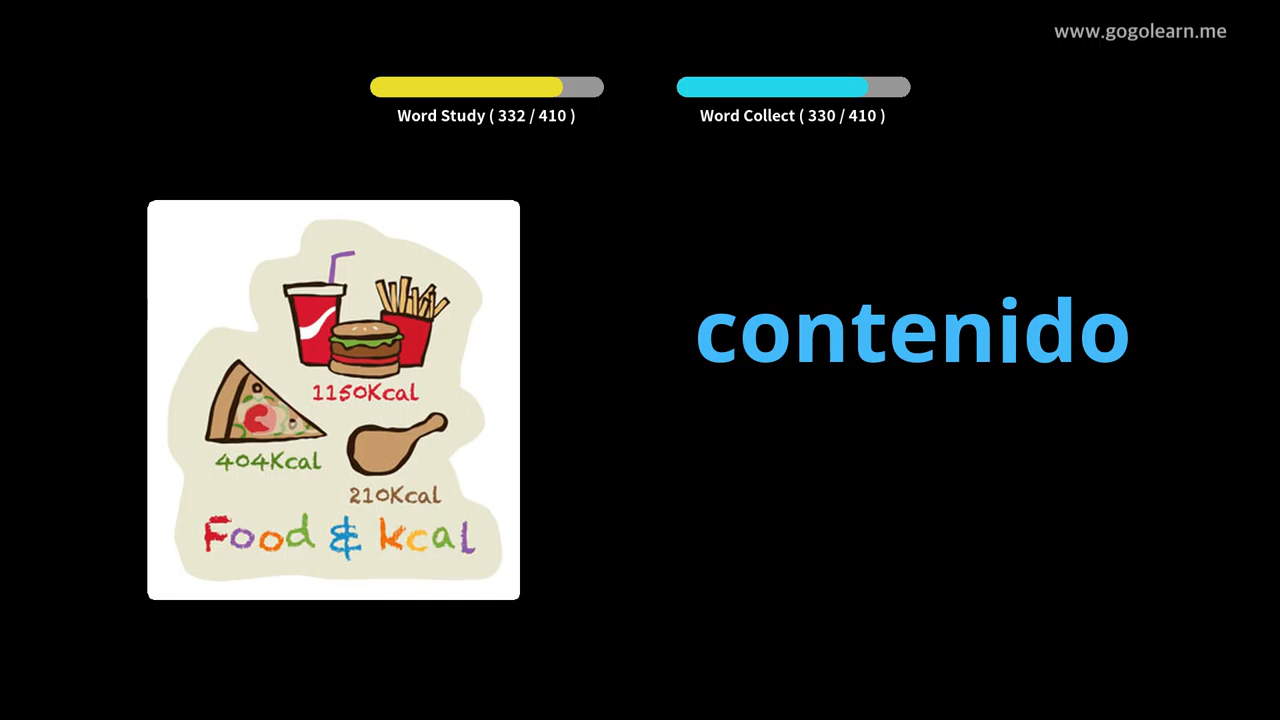 www.gogolearn.me
Word Study ( 332 / 410 )
Word Collect ( 330 / 410 )
1150Kcal
404Kcal
210Kcal
Food & kcal
contenido